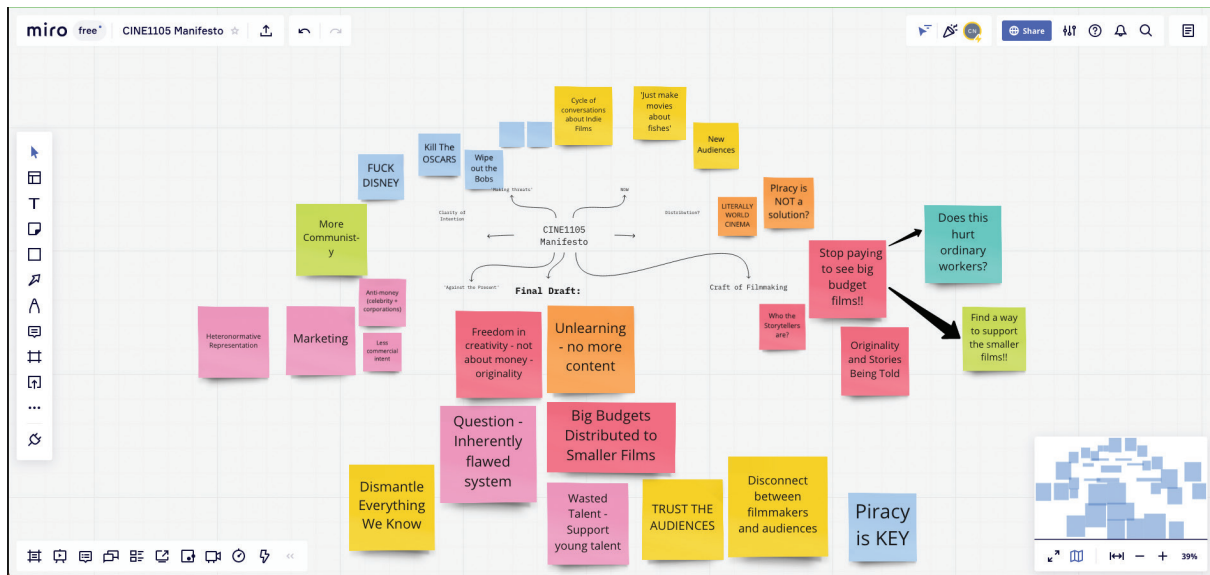 miro free CINE1105 Manifesto
CN
Share
Cycle of
conversations
about Indie
Films
'Just make
movies
about
fishes'
New
Audiences
Kill The
OSCARS
Wipe
out the
Bobs
FUCK
DISNEY
'Making threats'
NOW
Clarity of
Intention
Distribution?
CINE1105
Manifesto
LITERALLY
WORLD
CINEMA
PIracy is
NOT a
solution?
More
Communist-
y
Stop paying
to see big
budget
films!!
Does this
hurt
ordinary
workers?
Anti-money
(celebrity +
corporations)
'Against the Present'
Final Draft:
Craft of Filmmaking
Heteronormative
Representation
Marketing
Less
commercial
intent
Freedom in
creativity - not
about money -
originality
Unlearning
- no more
content
Who the
Storytellers
are?
Originality
and Stories
Being Told
Find a way
to support
the smaller
films!!
Question -
Inherently
flawed
system
Big Budgets
Distributed to
Smaller Films
Dismantle
Everything
We Know
Wasted
Talent -
Support
young talent
TRUST THE
AUDIENCES
Disconnect
between
filmmakers
and audiences
Piracy
is KEY
39%